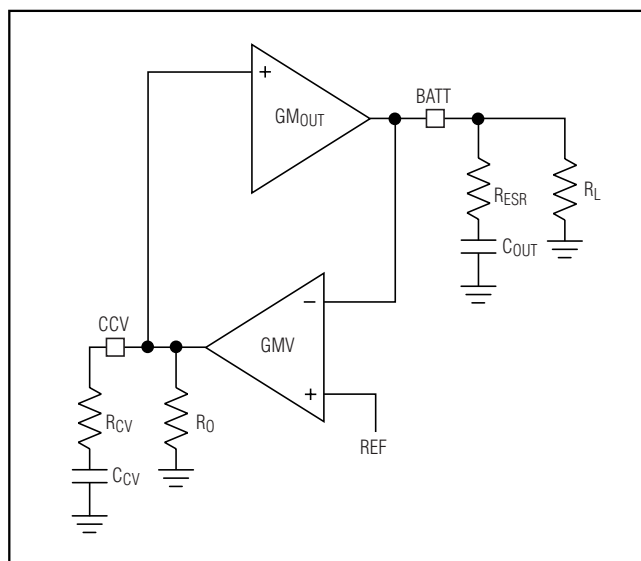 +
GMOUT
BATT
RESR
RL
COUT
−
CCV
GMV
+
RCV
RO
REF
CCV